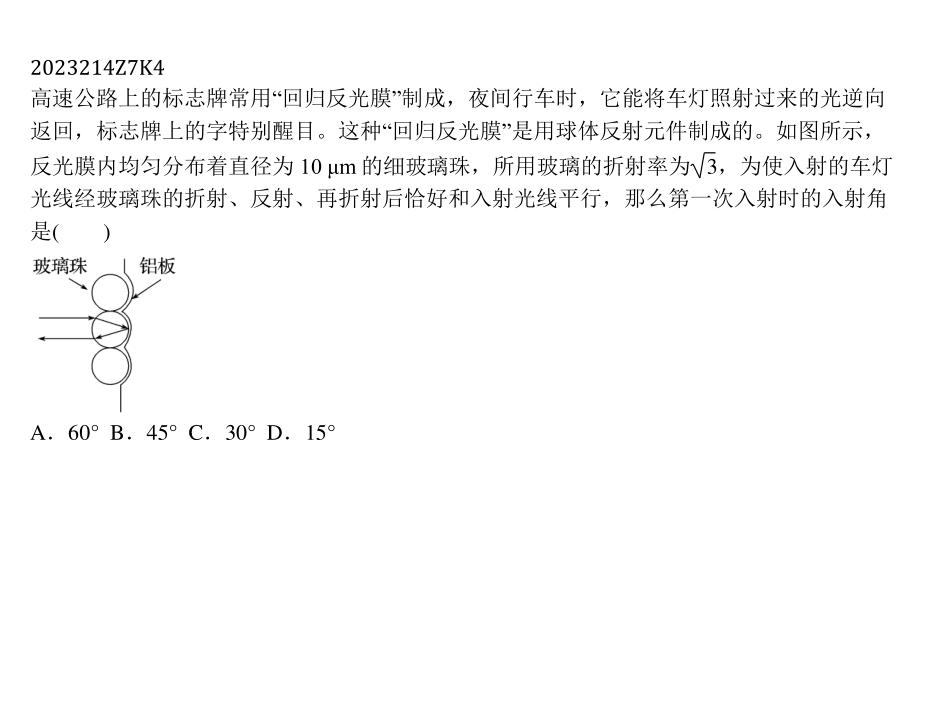 2023214Z7K4
高速公路上的标志牌常用“回归反光膜”制成，夜间行车时，它能将车灯照射过来的光逆向
返回，标志牌上的字特别醒目。这种“回归反光膜”是用球体反射元件制成的。如图所示，
反光膜内均匀分布着直径为 10 μm 的细玻璃珠，所用玻璃的折射率为√3，为使入射的车灯
光线经玻璃珠的折射、反射、再折射后恰好和入射光线平行，那么第一次入射时的入射角
是(　　)
玻璃珠 铝板
A．60° B．45° C．30° D．15°